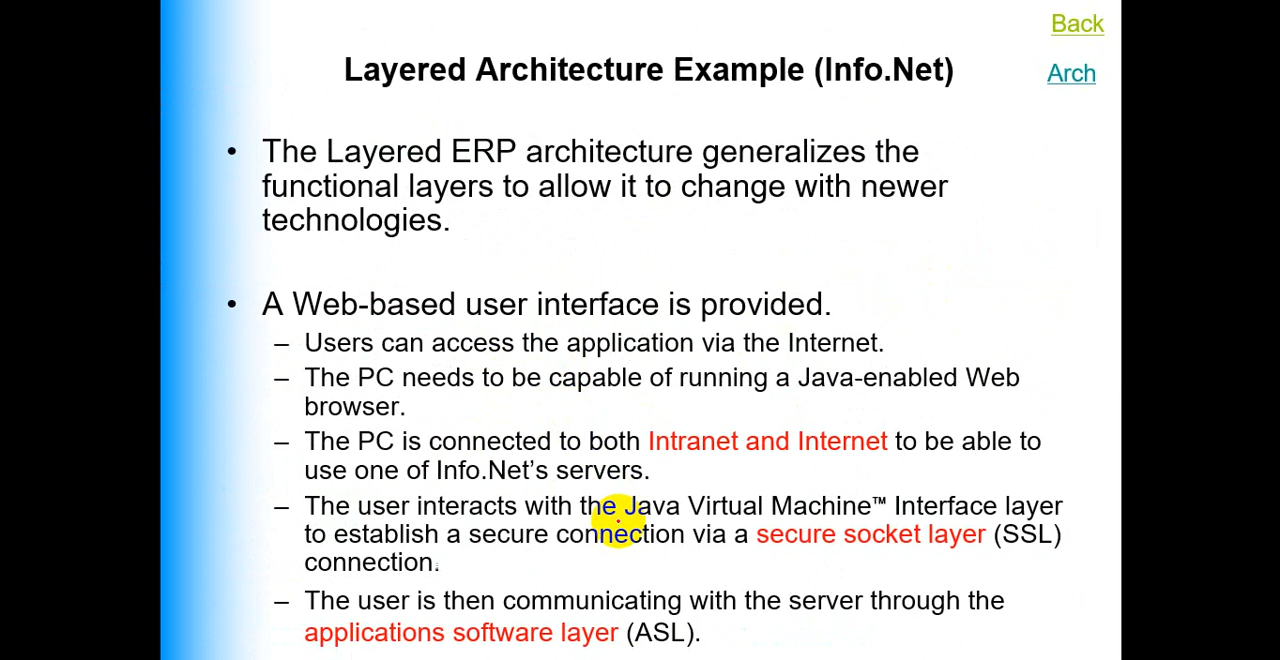 Back
Layered Architecture Example (Info.Net)
Arch
• The Layered ERP architecture generalizes the
functional layers to allow it to change with newer
technologies.
• A Web-based user interface is provided.
– Users can access the application via the Internet.
– The PC needs to be capable of running a Java-enabled Web
browser.
– The PC is connected to both Intranet and Internet to be able to
use one of Info.Net’s servers.
– The user interacts with the Java Virtual Machine™ Interface layer
to establish a secure connection via a secure socket layer (SSL)
connection.
– The user is then communicating with the server through the
applications software layer (ASL).